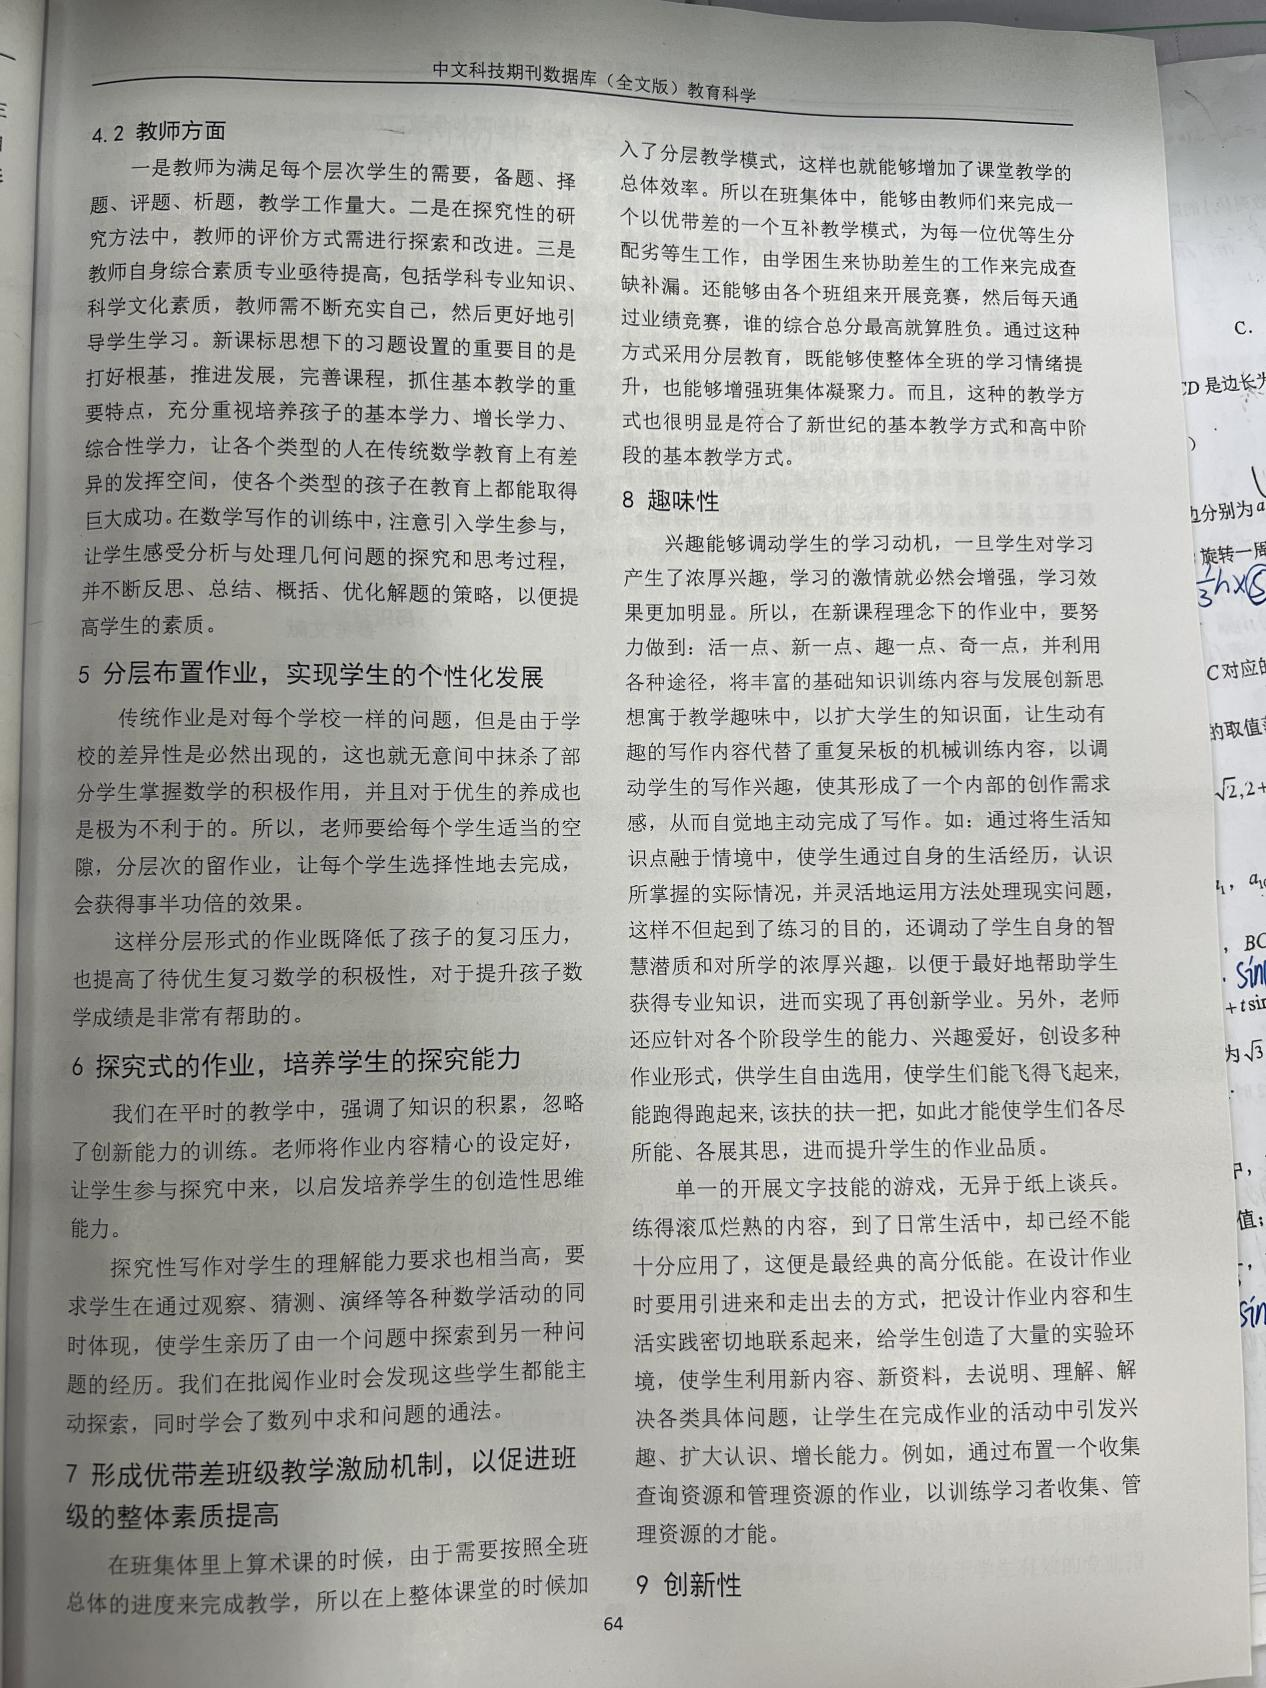 中文科技期刊数据库（全文版）教育科学
4.2 教师方面
一是教师为满足每个层次学生的需要，备题、择
题、评题、析题，教学工作量大。二是在探究性的研
究方法中，教师的评价方式需进行探索和改进。三是
教师自身综合素质专业亟待提高，包括学科专业知识、
科学文化素质，教师需不断充实自己，然后更好地引
导学生学习。新课标思想下的习题设置的重要目的是
打好根基，推进发展，完善课程，抓住基本教学的重
要特点，充分重视培养孩子的基本学力、增长学力、
综合性学力，让各个类型的人在传统数学教育上有差
异的发挥空间，使各个类型的孩子在教育上都能取得
巨大成功。在数学写作的训练中，注意引入学生参与，
让学生感受分析与处理几何问题的探究和思考过程，
并不断反思、总结、概括、优化解题的策略，以便提
高学生的素质。
5 分层布置作业，实现学生的个性化发展
传统作业是对每个学校一样的问题，但是由于学
校的差异性是必然出现的，这也就无意间中抹杀了部
分学生掌握数学的积极作用，并且对于优生的养成也
是极为不利于的。所以，老师要给每个学生适当的空
隙，分层次的留作业，让每个学生选择性地去完成，
会获得事半功倍的效果。
这样分层形式的作业既降低了孩子的复习压力，
也提高了待优生复习数学的积极性，对于提升孩子数
学成绩是非常有帮助的。
6 探究式的作业，培养学生的探究能力
我们在平时的教学中，强调了知识的积累，忽略
了创新能力的训练。老师将作业内容精心的设定好，
让学生参与探究中来，以启发培养学生的创造性思维
能力。
探究性写作对学生的理解能力要求也相当高，要
求学生在通过观察、猜测、演绎等各种数学活动的同
时体现，使学生亲历了由一个问题中探索到另一种问
题的经历。我们在批阅作业时会发现这些学生都能主
动探索，同时学会了数列中求和问题的通法。
7 形成优带差班级教学激励机制，以促进班
级的整体素质提高
在班集体里上算术课的时候，由于需要按照全班
总体的进度来完成教学，所以在上整体课堂的时候加
入了分层教学模式，这样也就能够增加了课堂教学的
总体效率。所以在班集体中，能够由教师们来完成一
个以优带差的一个互补教学模式，为每一位优等生分
配劣等生工作，由学困生来协助差生的工作来完成查
缺补漏。还能够由各个班组来开展竞赛，然后每天通
过业绩竞赛，谁的综合总分最高就算胜负。通过这种
方式采用分层教育，既能够使整体全班的学习情绪提
升，也能够增强班集体凝聚力。而且，这种的教学方
式也很明显是符合了新世纪的基本教学方式和高中阶
段的基本教学方式。
8 趣味性
兴趣能够调动学生的学习动机，一旦学生对学习
产生了浓厚兴趣，学习的激情就必然会增强，学习效
果更加明显。所以，在新课程理念下的作业中，要努
力做到：活一点、新一点、趣一点、奇一点，并利用
各种途径，将丰富的基础知识训练内容与发展创新思
想寓于教学趣味中，以扩大学生的知识面，让生动有
趣的写作内容代替了重复呆板的机械训练内容，以调
动学生的写作兴趣，使其形成了一个内部的创作需求
感，从而自觉地主动完成了写作。如：通过将生活知
识点融于情境中，使学生通过自身的生活经历，认识
所掌握的实际情况，并灵活地运用方法处理现实问题，
这样不但起到了练习的目的，还调动了学生自身的智
慧潜质和对所学的浓厚兴趣，以便于最好地帮助学生
获得专业知识，进而实现了再创新学业。另外，老师
还应针对各个阶段学生的能力、兴趣爱好，创设多种
作业形式，供学生自由选用，使学生们能飞得飞起来，
能跑得跑起来，该扶的扶一把，如此才能使学生们各尽
所能、各展其思，进而提升学生的作业品质。
单一的开展文字技能的游戏，无异于纸上谈兵。
练得滚瓜烂熟的内容，到了日常生活中，却已经不能
十分应用了，这便是最经典的高分低能。在设计作业
时要用引进来和走出去的方式，把设计作业内容和生
活实践密切地联系起来，给学生创造了大量的实验环
境，使学生利用新内容、新资料，去说明、理解、解
决各类具体问题，让学生在完成作业的活动中引发兴
趣、扩大认识、增长能力。例如，通过布置一个收集
查询资源和管理资源的作业，以训练学习者收集、管
理资源的才能。
9 创新性
64
C.
CD 是边长为
边分别为a
旋转一周
C对应的
的取值
√2,2+
BC
sin
+tsin
为√3
值；
sin